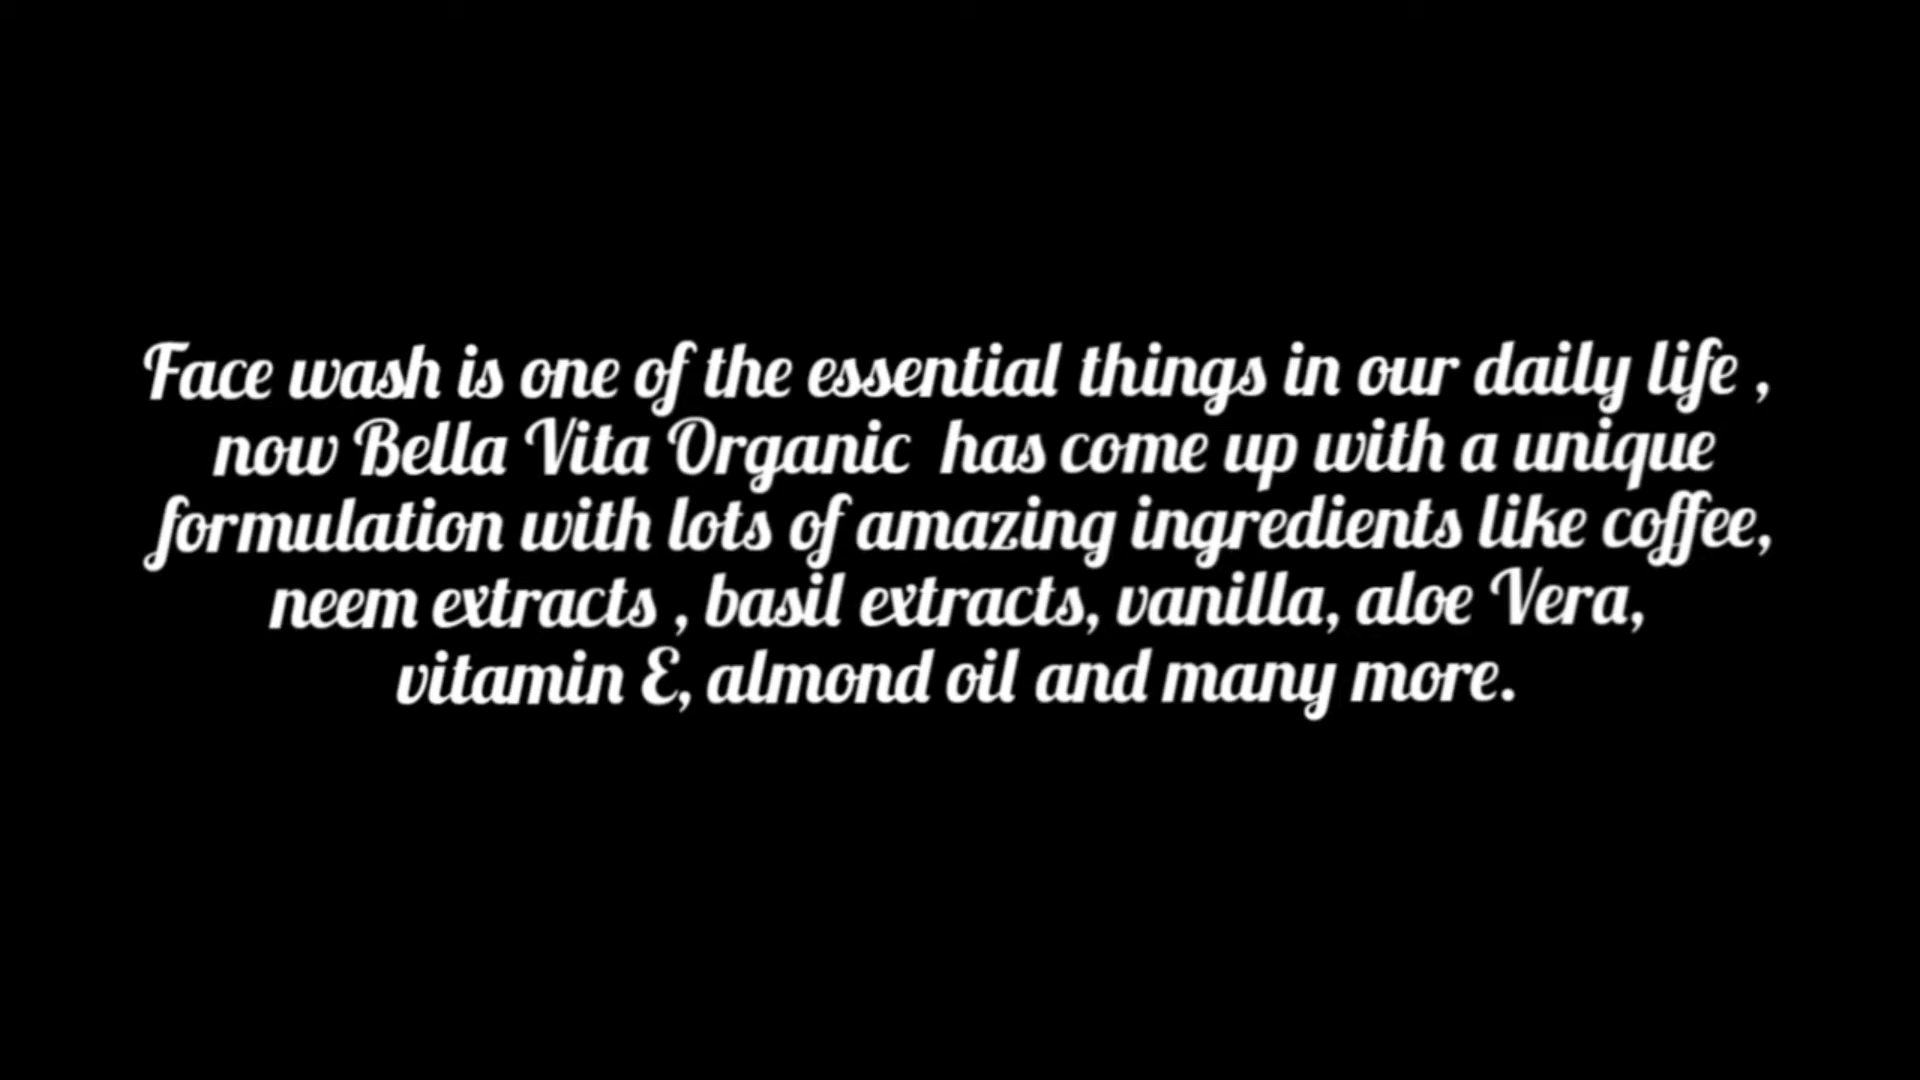 Face wash is one of the essential things in our daily life ,
now Bella Vita Organic  has come up with a unique
formulation with lots of amazing ingredients like coffee,
neem extracts , basil extracts, vanilla, aloe Vera,
vitamin E, almond oil and many more.